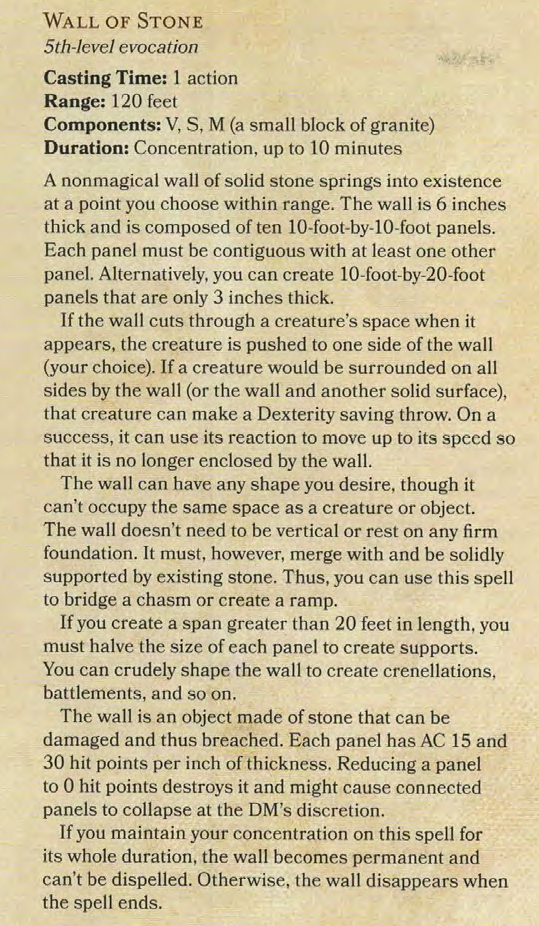 WALL OF STONE
5th-level evocation
Casting Time: 1 action
Range: 120 feet
Components: V, S, M (a small block of granite)
Duration: Concentration, up to 10 minutes
A nonmagical wall of solid stone springs into existence
at a point you choose within range. The wall is 6 inches
thick and is composed of ten 10-foot-by-10-foot panels.
Each panel must be contiguous with at least one other
panel. Alternatively, you can create 10-foot-by-20-foot
panels that are only 3 inches thick.
If the wall cuts through a creature's space when it
appears, the creature is pushed to one side of the wall
(your choice). If a creature would be surrounded on all
sides by the wall (or the wall and another solid surface),
that creature can make a Dexterity saving throw. On a
success, it can use its reaction to move up to its speed so
that it is no longer enclosed by the wall.
The wall can have any shape you desire, though it
can't occupy the same space as a creature or object.
The wall doesn't need to be vertical or rest on any firm
foundation. It must, however, merge with and be solidly
supported by existing stone. Thus, you can use this spell
to bridge a chasm or create a ramp.
If you create a span greater than 20 feet in length, you
must halve the size of each panel to create supports.
You can crudely shape the wall to create crenellations,
battlements, and so on.
The wall is an object made of stone that can be
damaged and thus breached. Each panel has AC 15 and
30 hit points per inch of thickness. Reducing a panel
to 0 hit points destroys it and might cause connected
panels to collapse at the DM's discretion.
If you maintain your concentration on this spell for
its whole duration, the wall becomes permanent and
can't be dispelled. Otherwise, the wall disappears when
the spell ends.